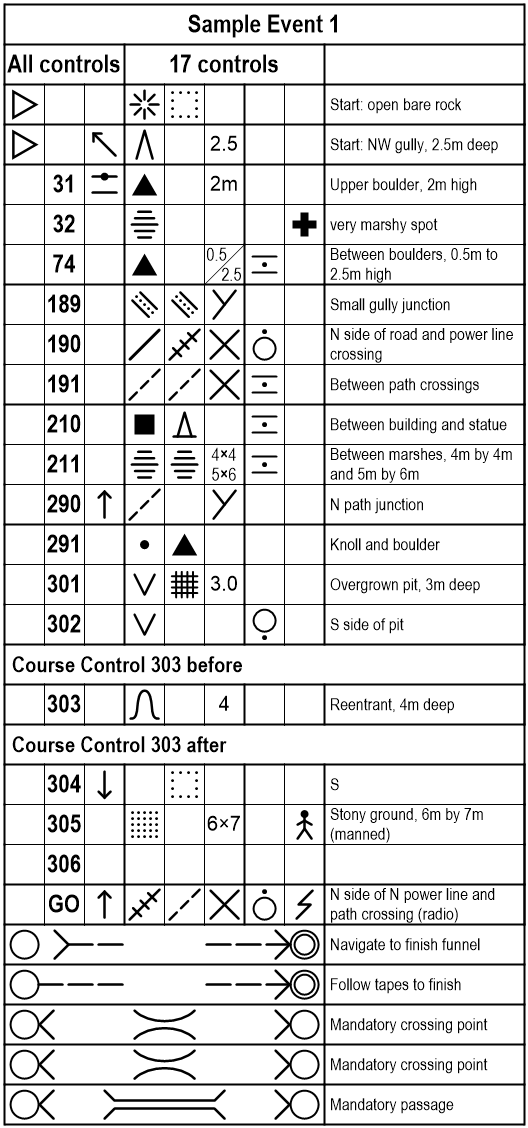 Sample Event 1
All controls 17 controls
Start: open bare rock
2.5 Start: NW gully, 2.5m deep
31 2m Upper boulder, 2m high
32 very marshy spot
74 0.5/2.5 Between boulders, 0.5m to
2.5m high
189 Small gully junction
190 N side of road and power line
crossing
191 Between path crossings
210 Between building and statue
211 4×4 Between marshes, 4m by 4m
5×6 and 5m by 6m
290 N path junction
291 Knoll and boulder
301 3.0 Overgrown pit, 3m deep
302 S side of pit
Course Control 303 before
303 4 Reentrant, 4m deep
Course Control 303 after
304 S
305 6×7 Stony ground, 6m by 7m
(manned)
306
GO N side of N power line and
path crossing (radio)
Navigate to finish funnel
Follow tapes to finish
Mandatory crossing point
Mandatory crossing point
Mandatory passage